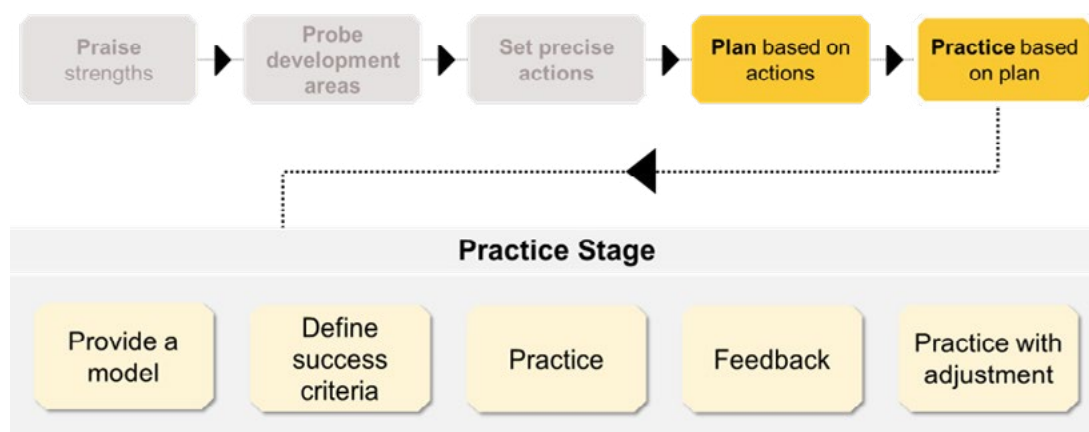 Praise
strengths
Probe
development
areas
Set precise
actions
Plan based on
actions
Practice based
on plan
Practice Stage
Provide a
model
Define
success
criteria
Practice
Feedback
Practice with
adjustment